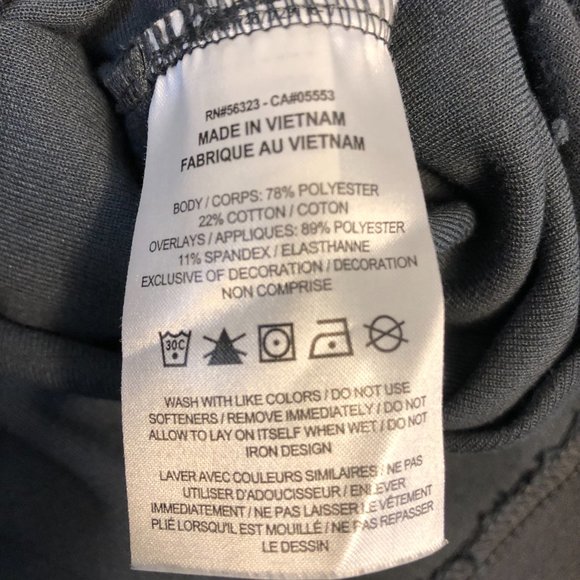 RN#56323 - CA#05553
MADE IN VIETNAM
FABRIQUE AU VIETNAM
BODY / CORPS: 78% POLYESTER
22% COTTON / COTON
OVERLAYS / APPLIQUES: 89% POLYESTER
11% SPANDEX / ELASTHANNE
EXCLUSIVE OF DECORATION / DECORATION
NON COMPRISE
30C
WASH WITH LIKE COLORS / DO NOT USE
SOFTENERS / REMOVE IMMEDIATELY / DO NOT
ALLOW TO LAY ON ITSELF WHEN WET / DO NOT
IRON DESIGN
LAVER AVEC COULEURS SIMILAIRES / NE PAS
UTILISER D'ADOUCISSEUR / ENLEVER
IMMEDIATEMENT / NE PAS LAISSER LE VÊTEMENT
PLIÉ LORSQU'IL EST MOUILLÉ / NE PAS REPASSER
LE DESSIN